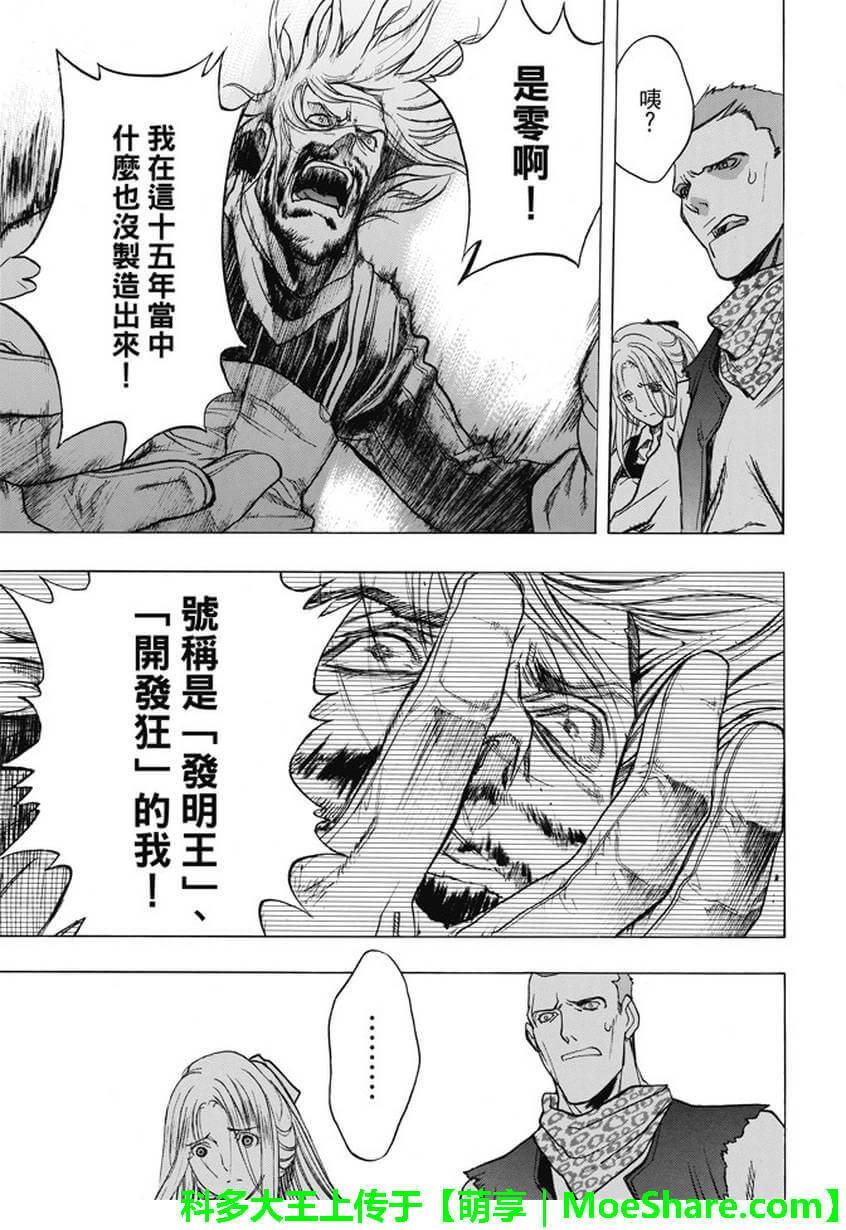 咦?
是零啊！
我在這十五年當中
什麼也沒製造出來！
號稱是「發明王」、
「開發狂」的我！
………
科多大王上传于【萌享｜MoeShare.com】